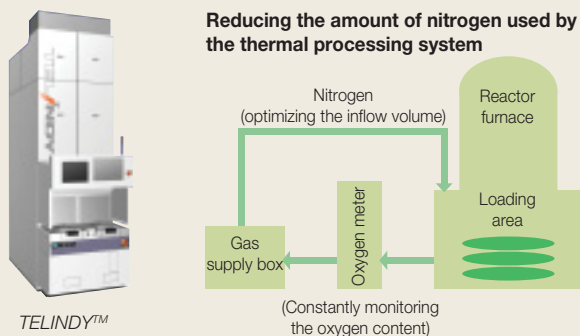 Reducing the amount of nitrogen used by
the thermal processing system
TELINDY
Nitrogen
(optimizing the inflow volume)
Reactor
furnace
Loading
area
Oxygen meter
Gas
supply box
(Constantly monitoring
the oxygen content)
TELINDY™